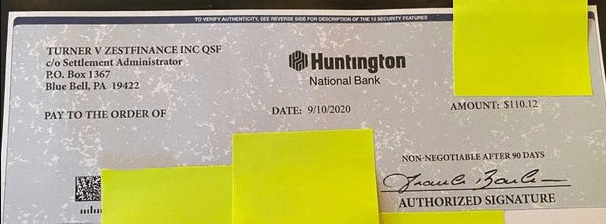 TO VERIFY AUTHENTICITY, SEE REVERSE SIDE FOR DESCRIPTION OF THE 13 SECURITY FEATURES
TURNER V ZESTFINANCE INC QSF
c/o Settlement Administrator
P.O. Box 1367
Blue Bell, PA 19422
Huntington
National Bank
PAY TO THE ORDER OF
DATE: 9/10/2020
AMOUNT: $110.12
NON-NEGOTIABLE AFTER 90 DAYS
AUTHORIZED SIGNATURE